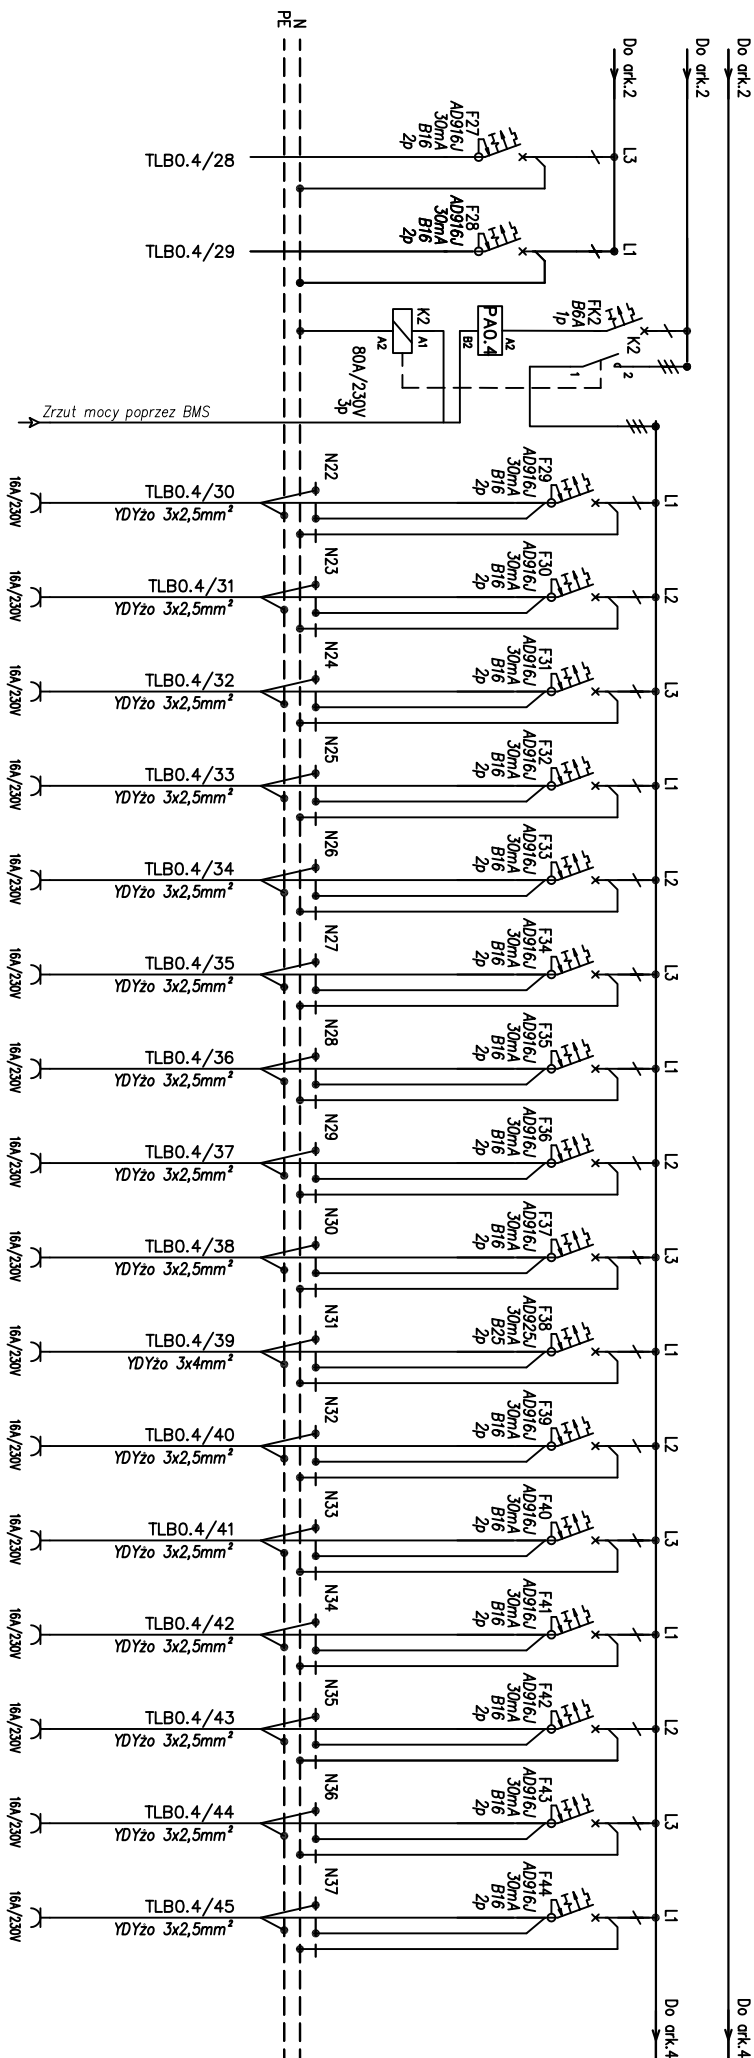 Do ark.2
Do ark.2
Do ark.2
N
PE
L3
F27
AD916J
30mA
B16
2p
TLB0.4/28
L1
F28
AD916J
30mA
B16
2p
TLB0.4/29
FK2
B6A
1p
K2
2
1
PA0.4
A2
B2
K2
A1
A2
80A/230V
3p
Zrzut mocy poprzez BMS
L1
F29
AD916J
30mA
B16
2p
N22
TLB0.4/30
YDYżo 3x2,5mm²
16A/230V
L2
F30
AD916J
30mA
B16
2p
N23
TLB0.4/31
YDYżo 3x2,5mm²
16A/230V
L3
F31
AD916J
30mA
B16
2p
N24
TLB0.4/32
YDYżo 3x2,5mm²
16A/230V
L1
F32
AD916J
30mA
B16
2p
N25
TLB0.4/33
YDYżo 3x2,5mm²
16A/230V
L2
F33
AD916J
30mA
B16
2p
N26
TLB0.4/34
YDYżo 3x2,5mm²
16A/230V
L3
F34
AD916J
30mA
B16
2p
N27
TLB0.4/35
YDYżo 3x2,5mm²
16A/230V
L1
F35
AD916J
30mA
B16
2p
N28
TLB0.4/36
YDYżo 3x2,5mm²
16A/230V
L2
F36
AD916J
30mA
B16
2p
N29
TLB0.4/37
YDYżo 3x2,5mm²
16A/230V
L3
F37
AD916J
30mA
B16
2p
N30
TLB0.4/38
YDYżo 3x2,5mm²
16A/230V
L1
F38
AD925J
30mA
B25
2p
N31
TLB0.4/39
YDYżo 3x4mm²
16A/230V
L2
F39
AD916J
30mA
B16
2p
N32
TLB0.4/40
YDYżo 3x2,5mm²
16A/230V
L3
F40
AD916J
30mA
B16
2p
N33
TLB0.4/41
YDYżo 3x2,5mm²
16A/230V
L1
F41
AD916J
30mA
B16
2p
N34
TLB0.4/42
YDYżo 3x2,5mm²
16A/230V
L2
F42
AD916J
30mA
B16
2p
N35
TLB0.4/43
YDYżo 3x2,5mm²
16A/230V
L3
F43
AD916J
30mA
B16
2p
N36
TLB0.4/44
YDYżo 3x2,5mm²
16A/230V
L1
F44
AD916J
30mA
B16
2p
N37
TLB0.4/45
YDYżo 3x2,5mm²
16A/230V
Do ark.4
Do ark.4